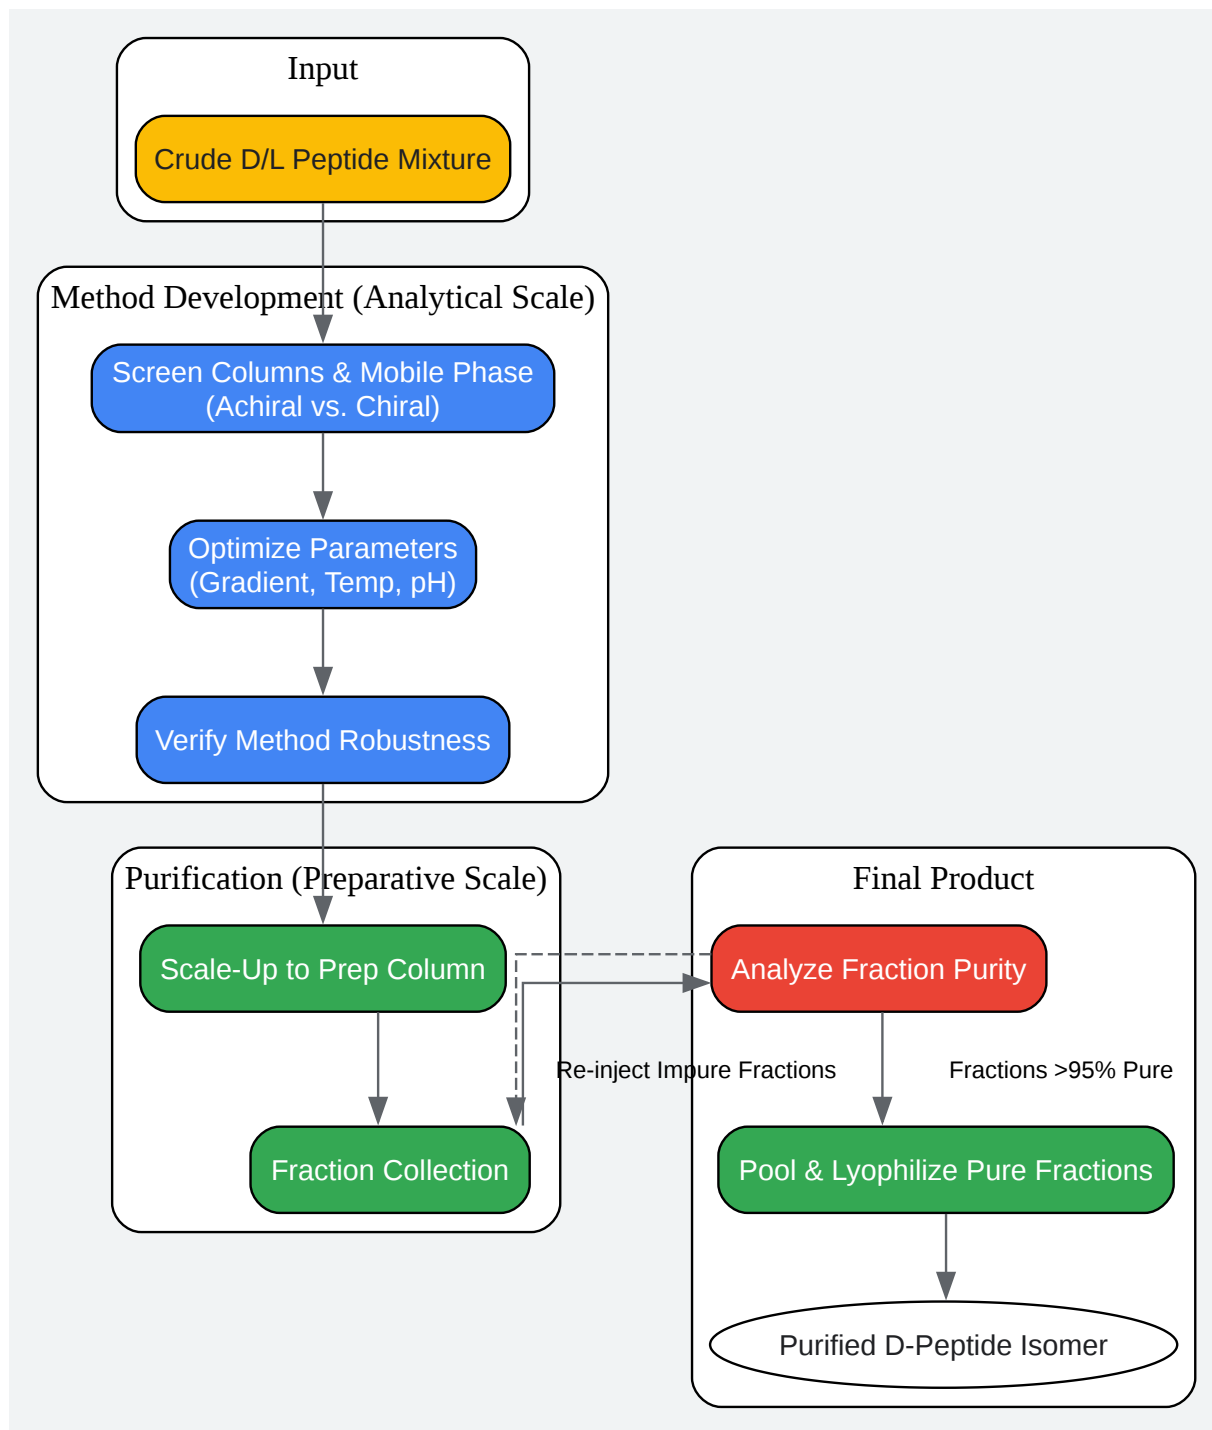 Input
Crude D/L Peptide Mixture
Method Development (Analytical Scale)
Screen Columns & Mobile Phase
(Achiral vs. Chiral)
Optimize Parameters
(Gradient, Temp, pH)
Verify Method Robustness
Purification (Preparative Scale)
Scale-Up to Prep Column
Fraction Collection
Final Product
Analyze Fraction Purity
Re-inject Impure Fractions
Fractions >95% Pure
Pool & Lyophilize Pure Fractions
Purified D-Peptide Isomer